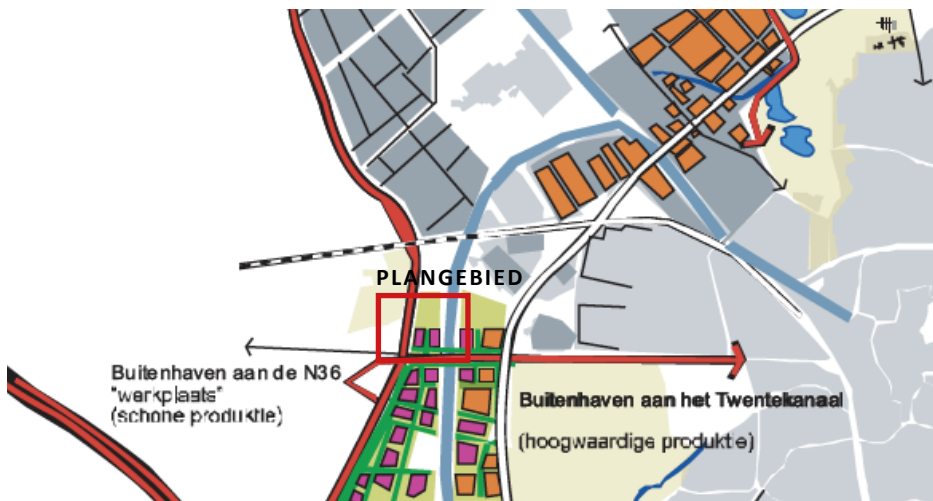 PLANGEBIED
Buitenhaven aan de N36
"werkplaats"
(schone produktie)
Buitenhaven aan het Twentekanaal
(hoogwaardige produktie)